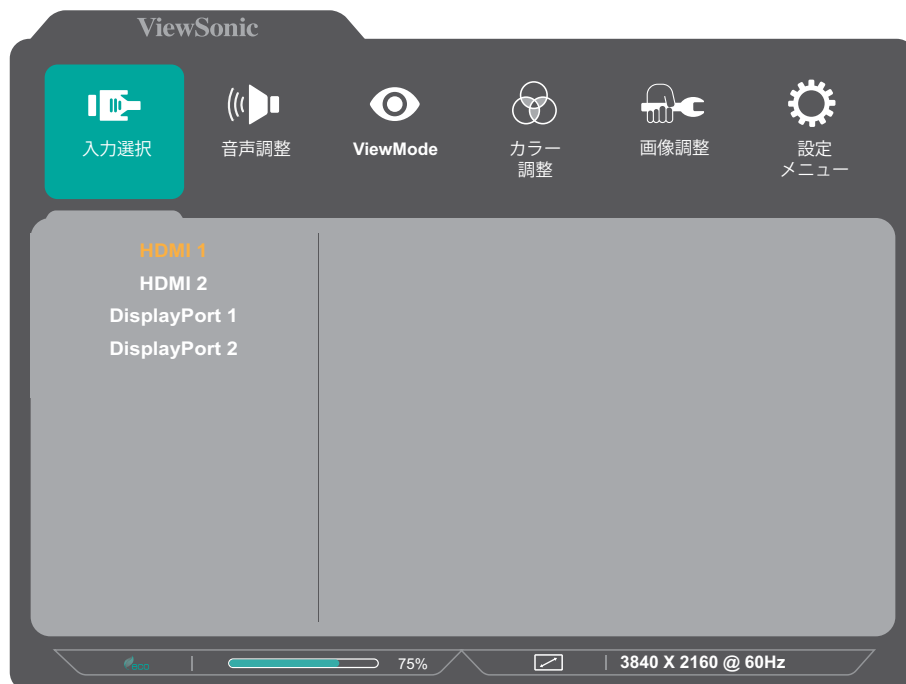 ViewSonic
入力選択
音声調整
ViewMode
カラー
調整
画像調整
設定
メニュー
HDMI 1
HDMI 2
DisplayPort 1
DisplayPort 2
ECO
75%
3840 X 2160 @ 60Hz